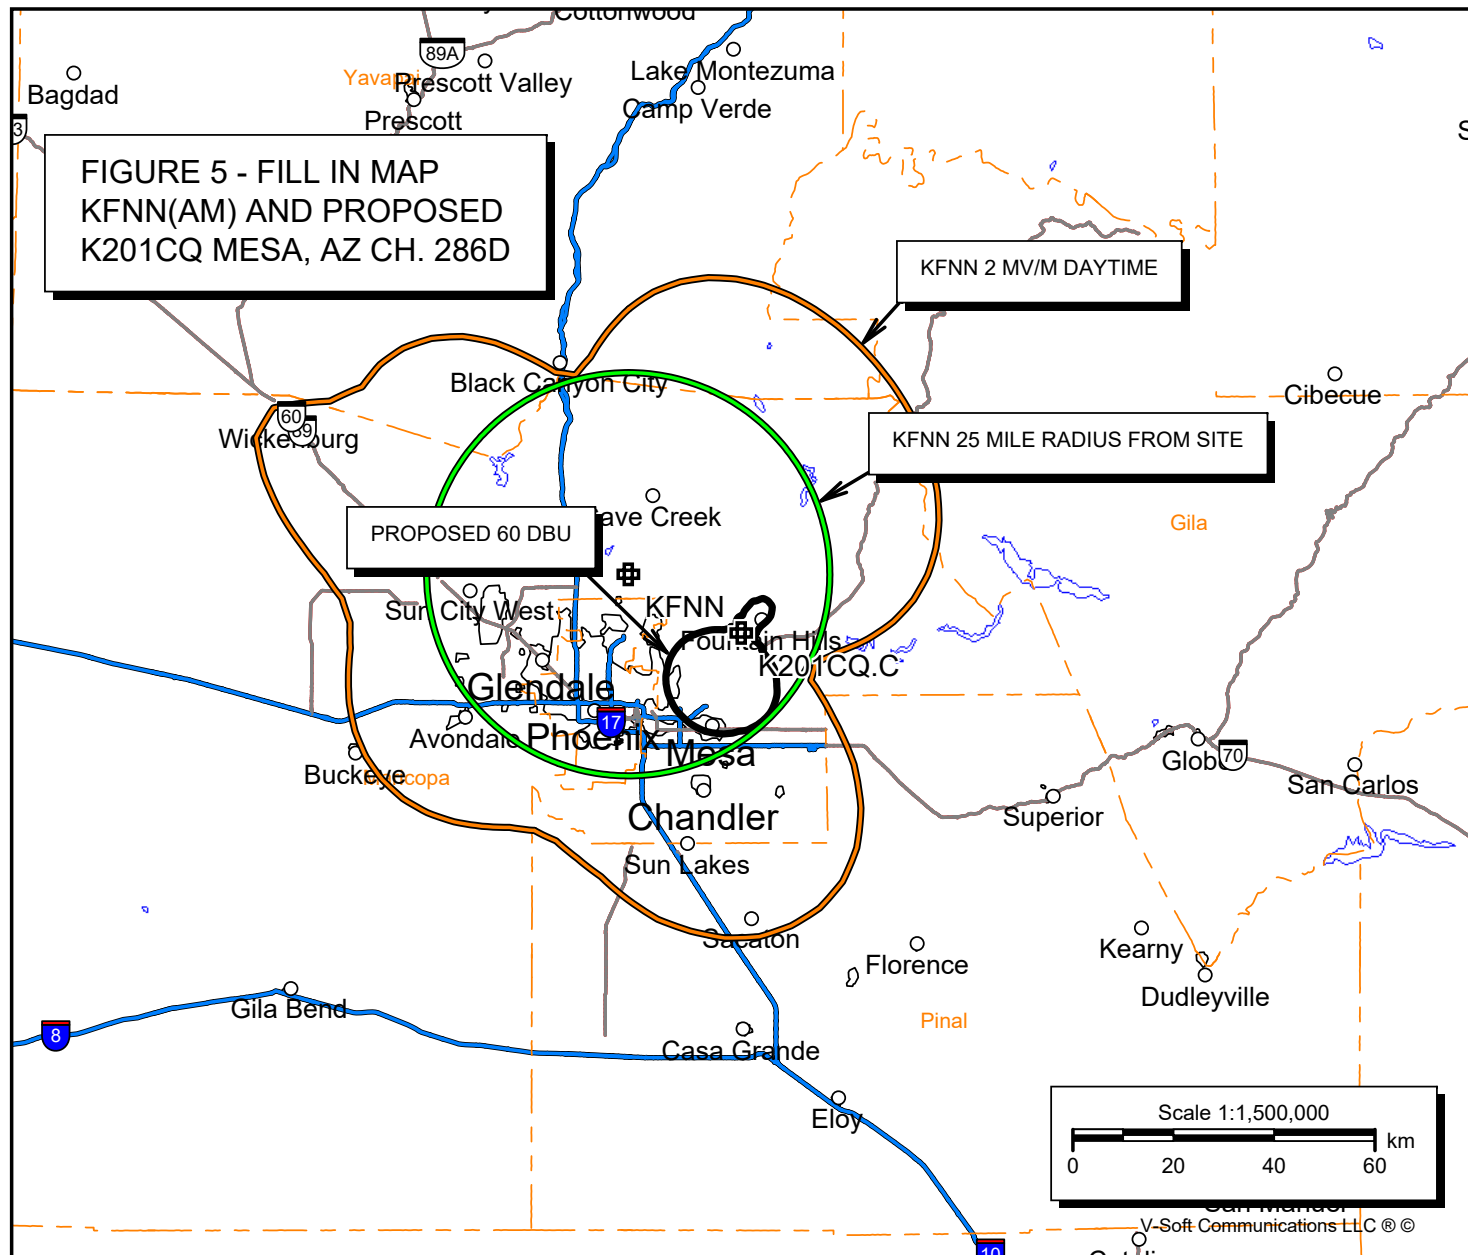 Cottonwood
89A
Lake Montezuma
Yavapai
Prescott Valley
Bagdad
Camp Verde
Prescott
3
S
FIGURE 5 - FILL IN MAP
KFNN(AM) AND PROPOSED
K201CQ MESA, AZ CH. 286D
KFNN 2 MV/M DAYTIME
Black Canyon City
Cibecue
60
89
Wickenburg
KFNN 25 MILE RADIUS FROM SITE
Cave Creek
PROPOSED 60 DBU
Gila
Sun City West
KFNN
Fountain Hills
K201CQ.C
Glendale
17
Avondale
Phoenix
Mesa
Buckeye
Maricopa
Globe
70
San Carlos
Chandler
Superior
Sun Lakes
Sacaton
Florence
Kearny
Dudleyville
Gila Bend
Pinal
8
Casa Grande
Eloy
Scale 1:1,500,000
km
0 20 40 60
San Manuel
V-Soft Communications LLC ® ©
10